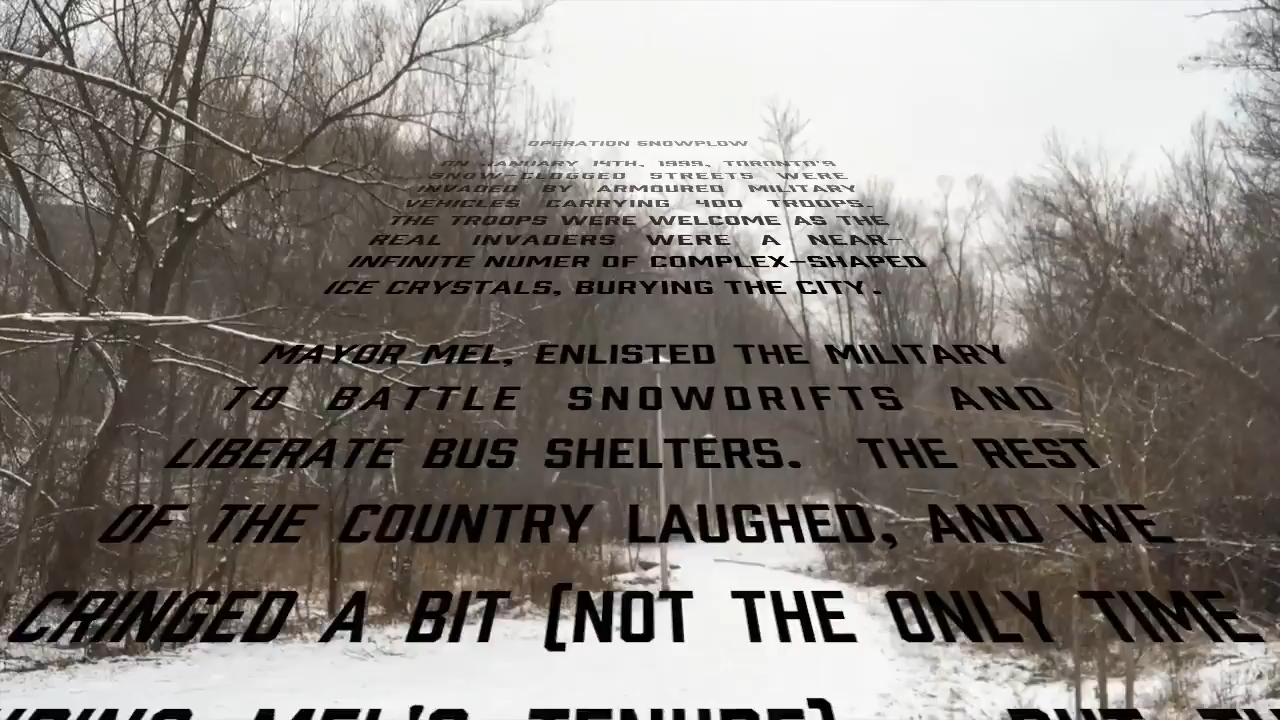 OPERATION SNOWPLOW
ON JANUARY 14TH, 1999, TORONTO'S
SNOW-CLOGGED STREETS WERE
INVADED BY ARMOURED MILITARY
VEHICLES CARRYING 400 TROOPS.
THE TROOPS WERE WELCOME AS THE
REAL INVADERS WERE A NEAR-
INFINITE NUMER OF COMPLEX-SHAPED
ICE CRYSTALS, BURYING THE CITY.
MAYOR MEL, ENLISTED THE MILITARY
TO BATTLE SNOWDRIFTS AND
LIBERATE BUS SHELTERS. THE REST
OF THE COUNTRY LAUGHED, AND WE
CRINGED A BIT (NOT THE ONLY TIME
MEL'S TENURE)